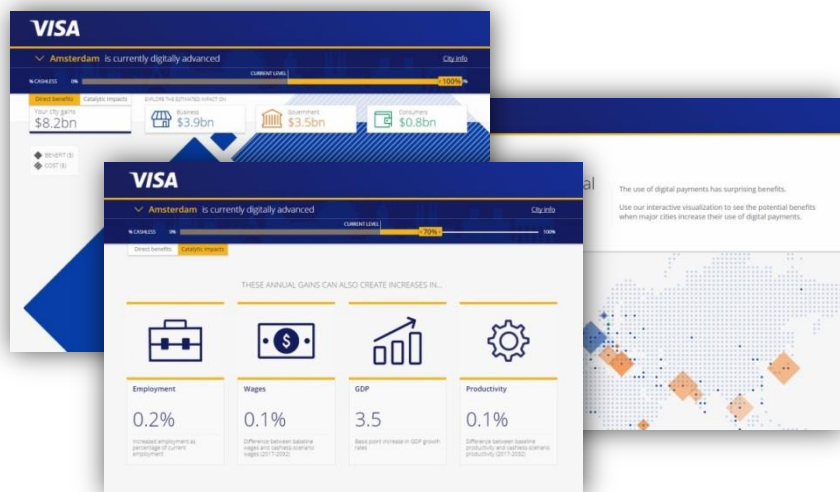 VISA
Amsterdam is currently digitally advanced
City info
CURRENT LEVEL
% CASHLESS 0%
100%
Direct benefits
Catalytic impacts
EXPLORE THE ESTIMATED IMPACT ON
Your city gains
$8.2bn
Business
$3.9bn
Government
$3.5bn
Consumers
$0.8bn
BENEFIT ($)
COST ($)
al
The use of digital payments has surprising benefits.
Use our interactive visualization to see the potential benefits
when major cities increase their use of digital payments.
VISA
Amsterdam is currently digitally advanced
City info
CURRENT LEVEL
% CASHLESS 0%
70%
100%
Direct benefits
Catalytic impacts
THESE ANNUAL GAINS CAN ALSO CREATE INCREASES IN...
Employment
0.2%
Increased employment as
percentage of current
employment
Wages
0.1%
Difference between baseline
wages and cashless-scenario
wages (2017-2032)
GDP
3.5
Basis point increase in GDP growth
rates
Productivity
0.1%
Difference between baseline
productivity and cashless-scenario
productivity (2017-2032)